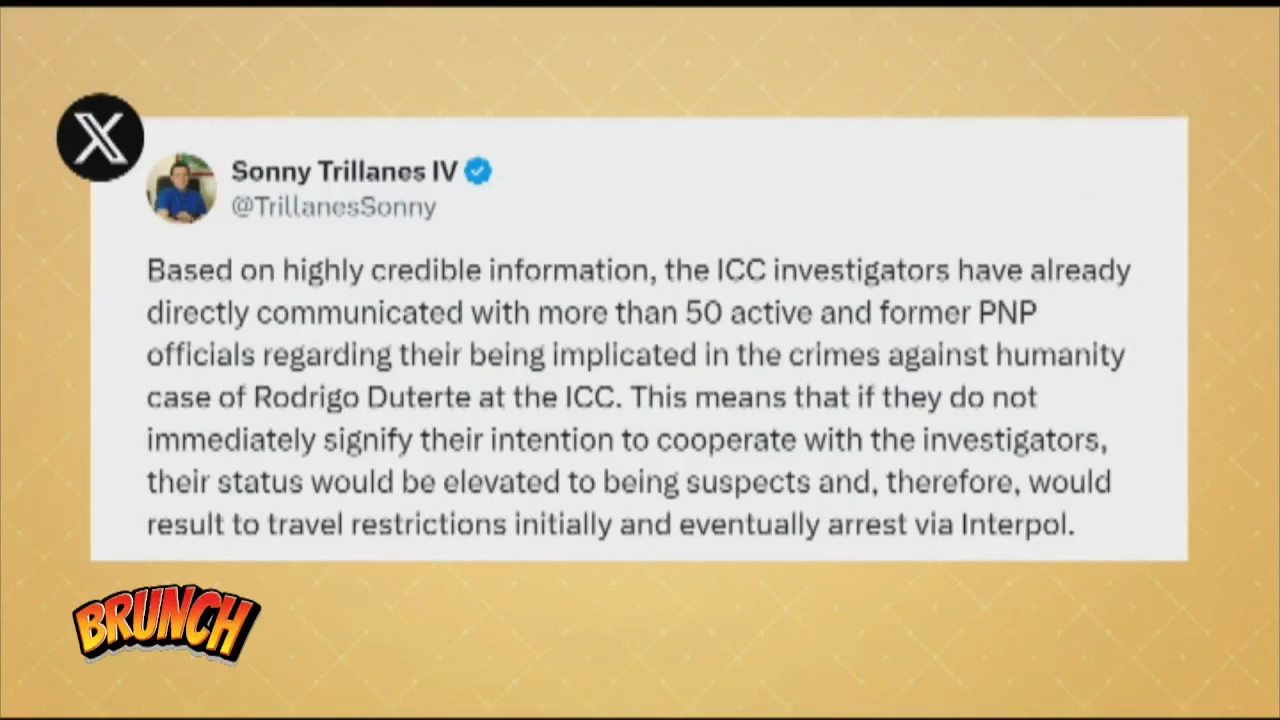 X
Sonny Trillanes IV
@TrillanesSonny
Based on highly credible information, the ICC investigators have already
directly communicated with more than 50 active and former PNP
officials regarding their being implicated in the crimes against humanity
case of Rodrigo Duterte at the ICC. This means that if they do not
immediately signify their intention to cooperate with the investigators,
their status would be elevated to being suspects and, therefore, would
result to travel restrictions initially and eventually arrest via Interpol.
BRUNCH